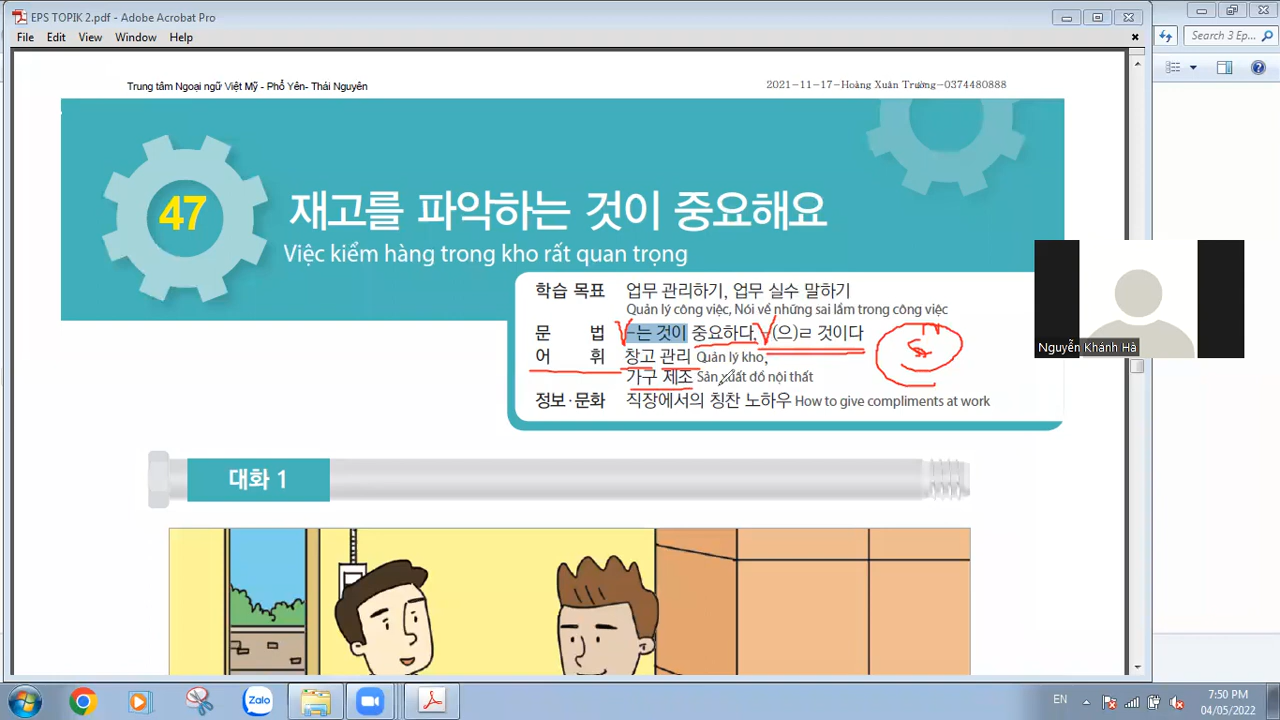 EPS TOPIK 2.pdf - Adobe Acrobat Pro
File Edit View Window Help
Search 3 Ep...
Trung tâm Ngoại ngữ Việt Mỹ - Phổ Yên- Thái Nguyên
2021-11-17-Hoàng Xuân Trường-0374480888
47
재고를 파악하는 것이 중요해요
Việc kiểm hàng trong kho rất quan trọng
학습 목표 업무 관리하기, 업무 실수 말하기
Quản lý công việc, Nói về những sai lầm trong công việc
문 법 -는 것이 중요하다, -(으)ㄹ 것이다
어 휘 창고 관리 Quản lý kho,
가구 제조 Sản xuất dồ nội thất
정보·문화 직장에서의 칭찬 노하우 How to give compliments at work
Nguyễn Khánh Hà
대화 1
Zalo
EN
7:50 PM
04/05/2022